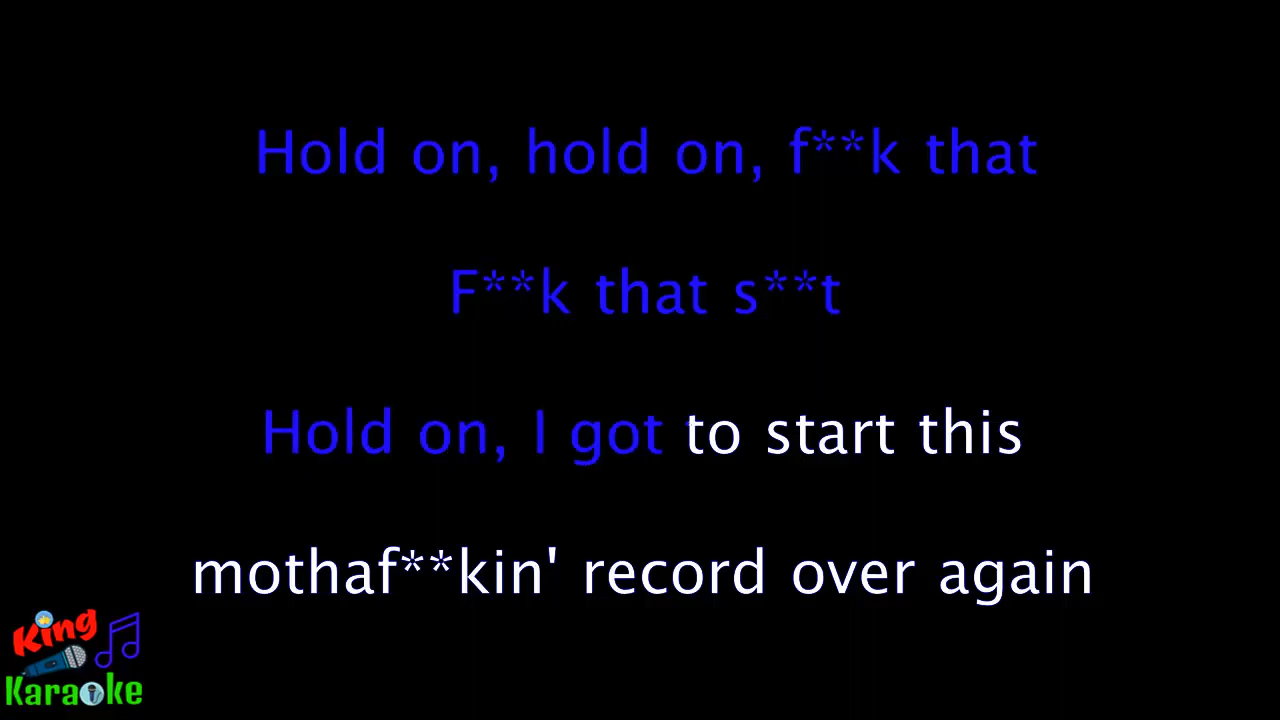 Hold on, hold on, f**k that
F**k that s**t
Hold on, I got to start this
mothaf**kin' record over again
King
Karaoke